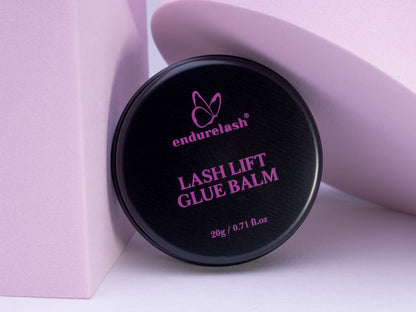 endurelash®
LASH LIFT
GLUE BALM
20g / 0.71 fl.oz